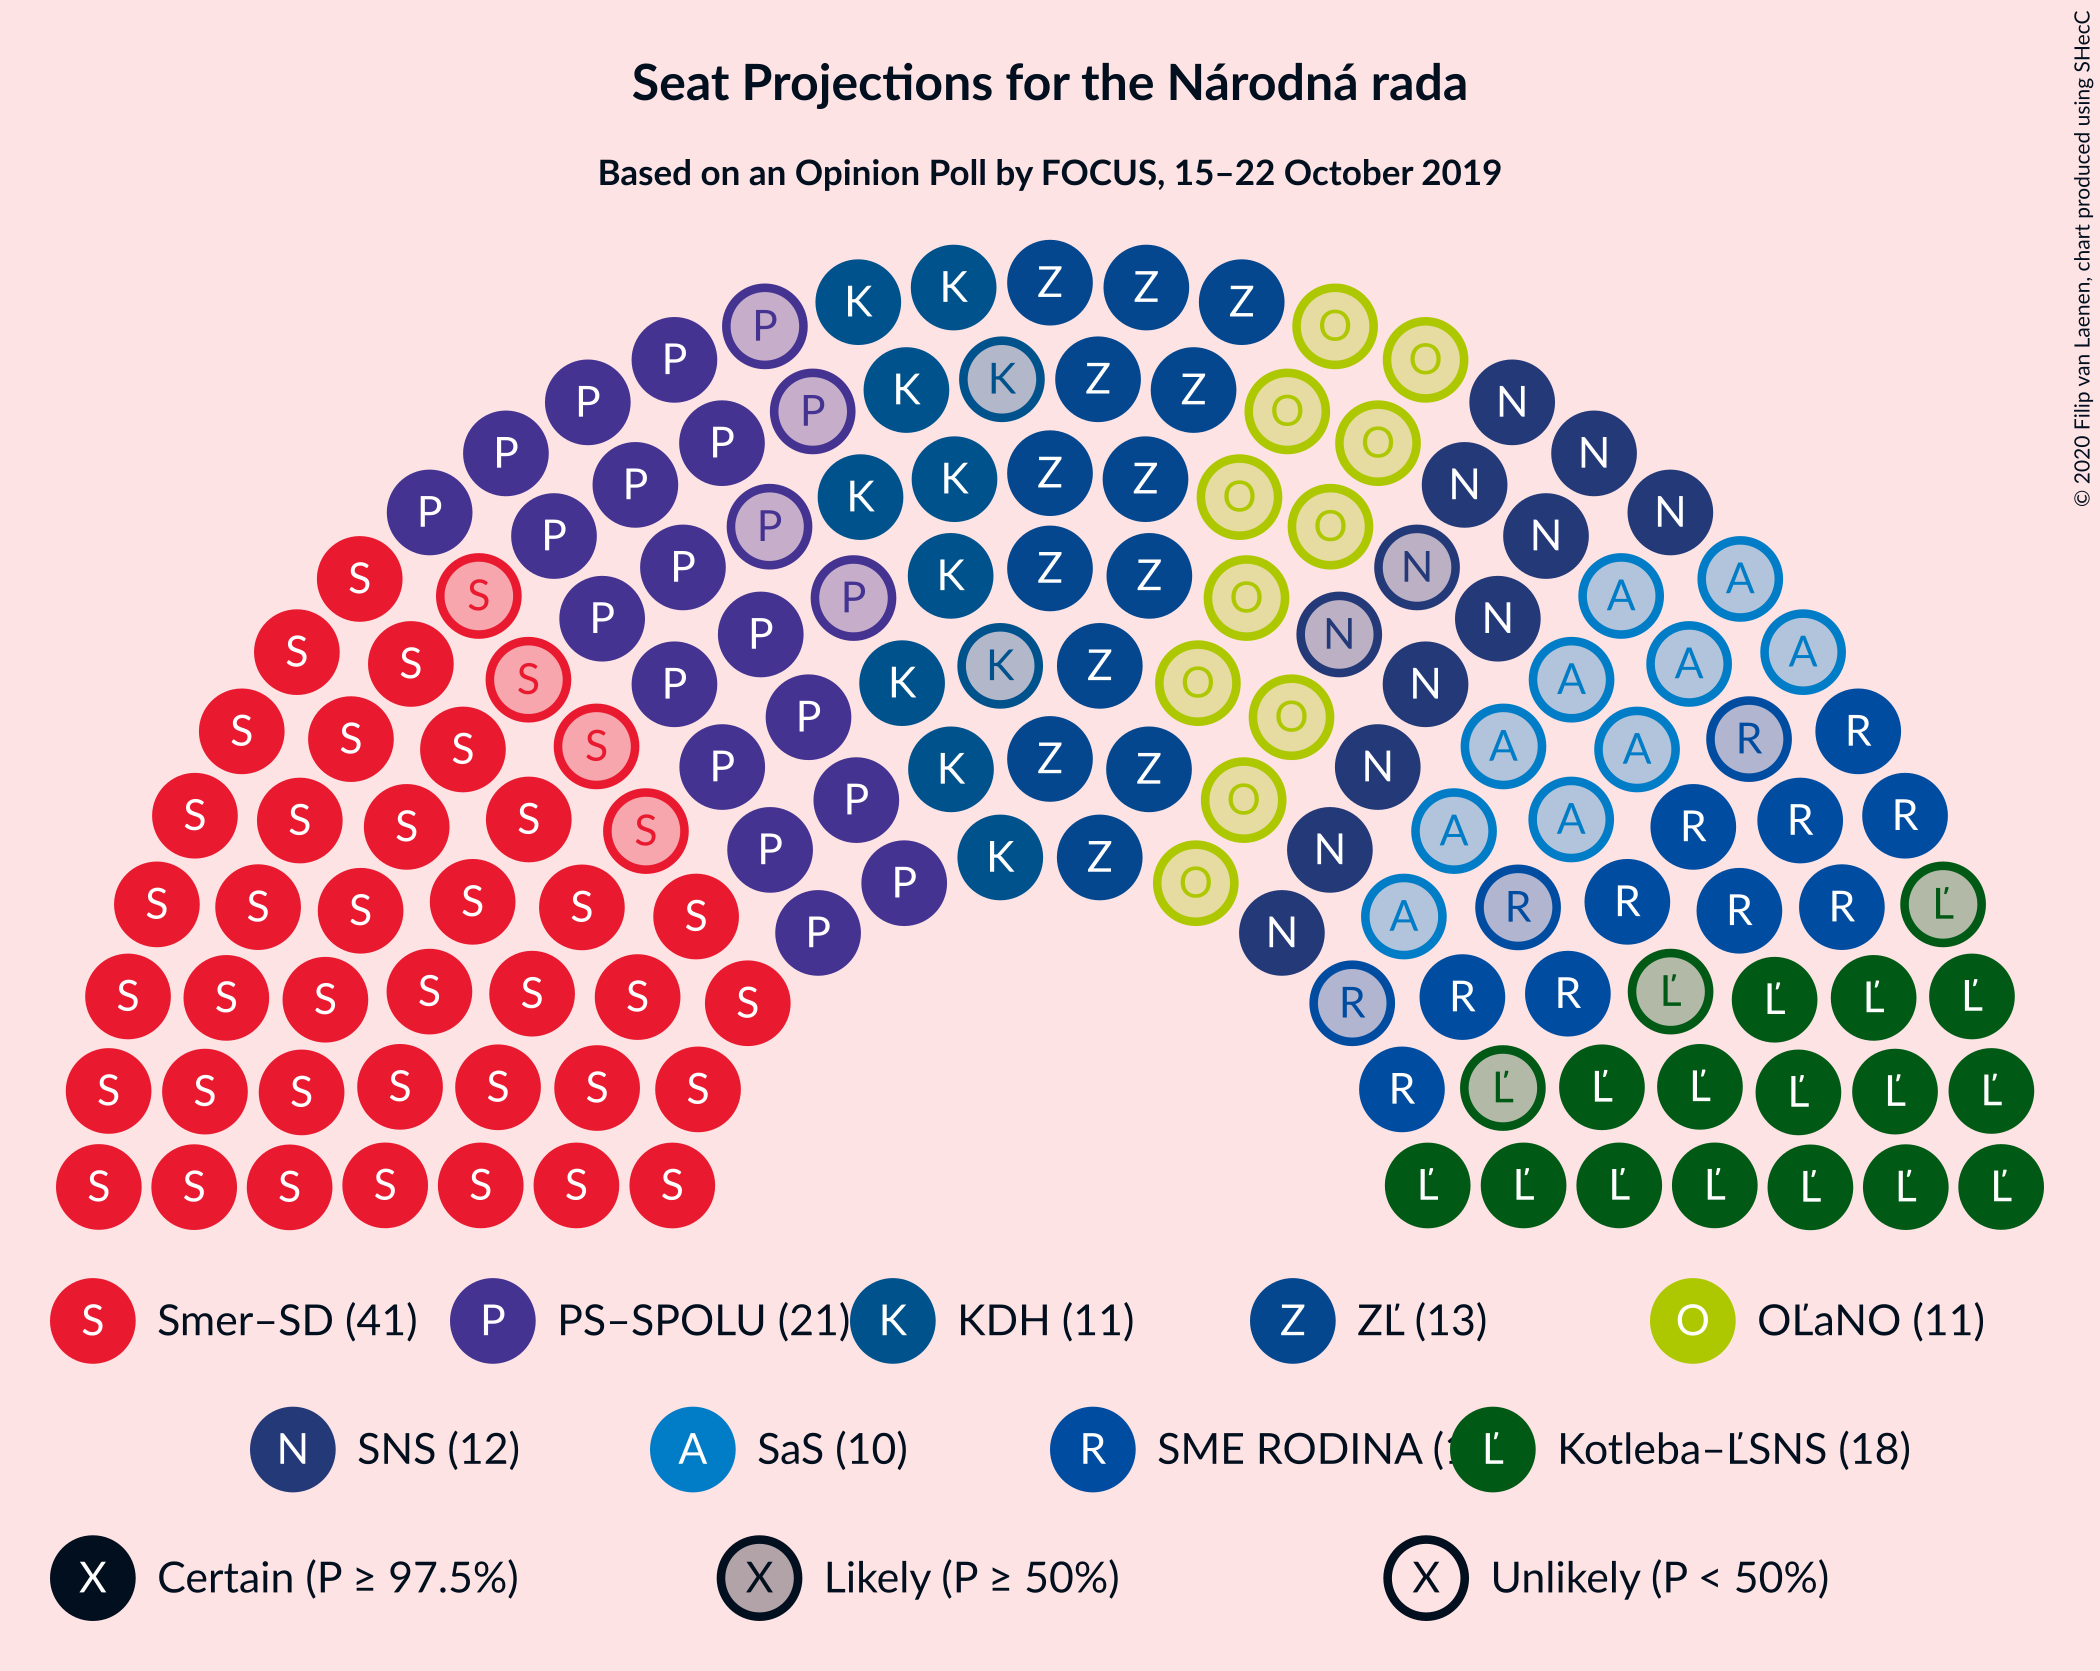 Seat Projections for the Národná rada
Based on an Opinion Poll by FOCUS, 15–22 October 2019
© 2020 Filip van Laenen, chart produced using SHecC
K K Z Z Z
P O O
P K K Z Z O N
P P O N
P P K K Z Z O N N
P P P O N
P P K Z Z O N N
S S P P N A A
S S P K K Z O N A A
S S P P O N A R R
S S S S P P K Z Z O N A A R R R
S S S S S S P P K Z O N A R R R R Ľ
S S S S S S S R R R Ľ Ľ Ľ Ľ
S S S S S S S R Ľ Ľ Ľ Ľ Ľ Ľ
S S S S S S S Ľ Ľ Ľ Ľ Ľ Ľ Ľ
S Smer–SD (41) P PS–SPOLU (21) K KDH (11) Z ZĽ (13) O OĽaNO (11)
N SNS (12) A SaS (10) R SME RODINA ( Ľ Kotleba–ĽSNS (18)
X Certain (P ≥ 97.5%) X Likely (P ≥ 50%) X Unlikely (P < 50%)